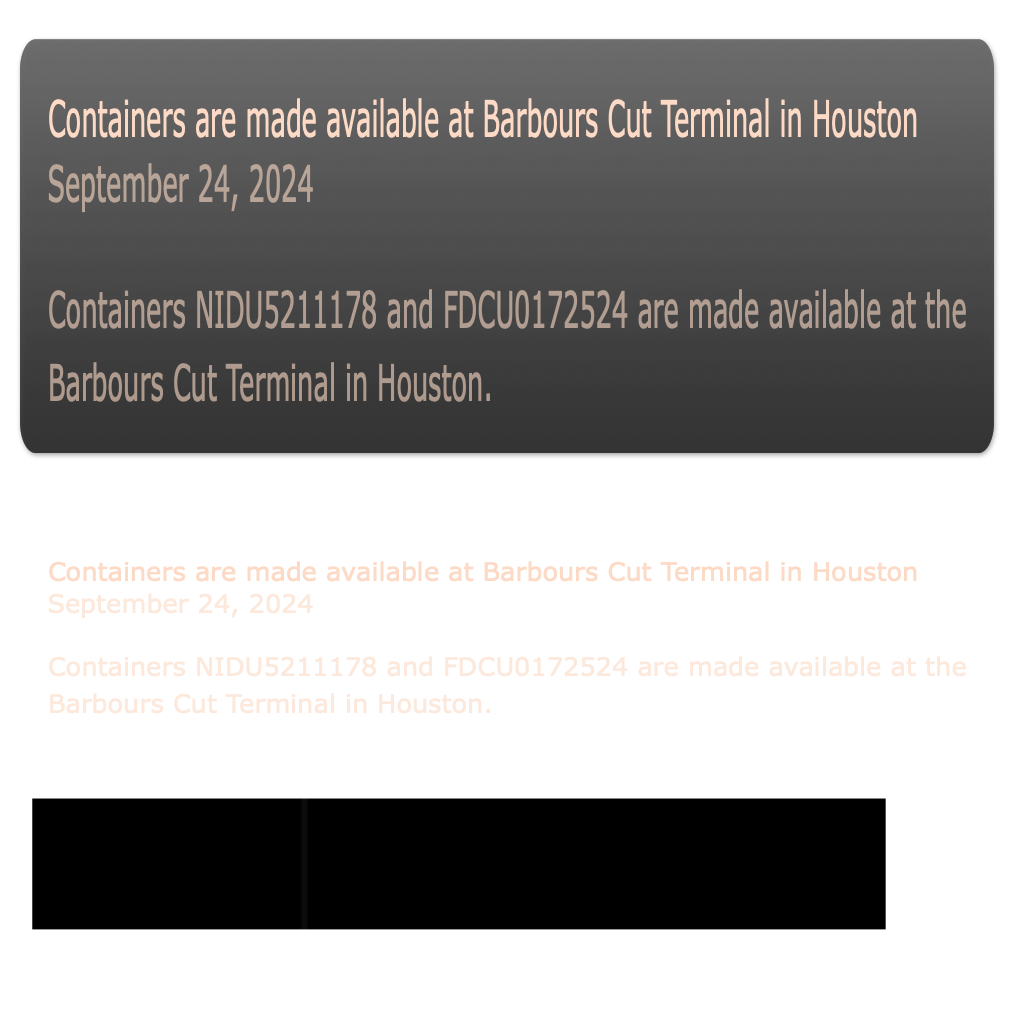 Containers are made available at Barbours Cut Terminal in Houston
September 24, 2024
Containers NIDU5211178 and FDCU0172524 are made available at the
Barbours Cut Terminal in Houston.
Containers are made available at Barbours Cut Terminal in Houston
September 24, 2024
Containers NIDU5211178 and FDCU0172524 are made available at the
Barbours Cut Terminal in Houston.